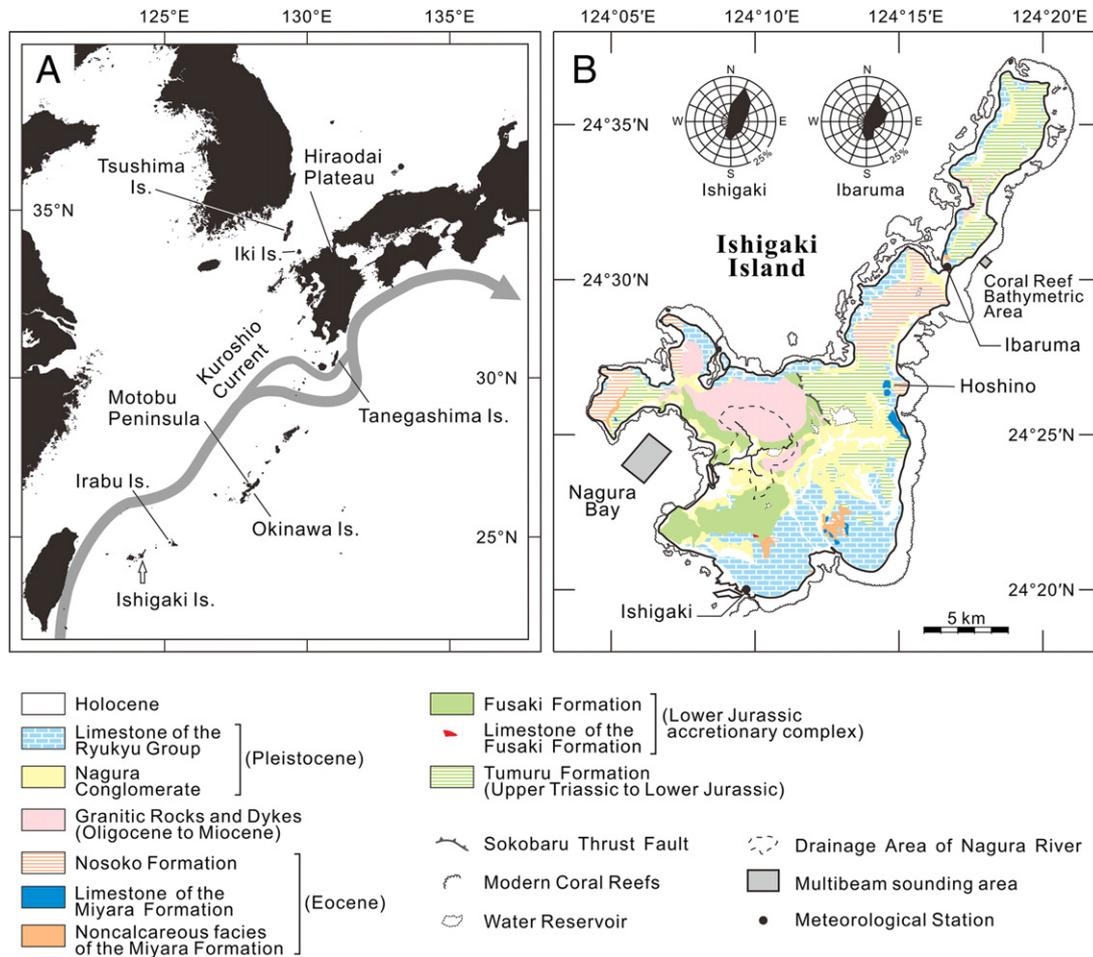 125°E 130°E 135°E
A
Tsushima
Is.
Hiraodai
Plateau
35°N
Iki Is.
Kuroshio
Current
30°N
Motobu
Peninsula
Tanegashima Is.
Irabu Is.
Okinawa Is.
25°N
Ishigaki Is.
124°05'E 124°10'E 124°15'E 124°20'E
B
N
W E
S
25%
Ishigaki
N
W E
S
25%
Ibaruma
24°35'N
Ishigaki
Island
24°30'N
Coral Reef
Bathymetric
Area
Ibaruma
Hoshino
24°25'N
Nagura
Bay
24°20'N
Ishigaki
5 km
Holocene
Limestone of the
Ryukyu Group
Nagura
Conglomerate
(Pleistocene)
Granitic Rocks and Dykes
(Oligocene to Miocene)
Nosoko Formation
Limestone of the
Miyara Formation
Noncalcareous facies
of the Miyara Formation
(Eocene)
Fusaki Formation
Limestone of the
Fusaki Formation
(Lower Jurassic
accretionary complex)
Tumuru Formation
(Upper Triassic to Lower Jurassic)
Sokobaru Thrust Fault
Modern Coral Reefs
Water Reservoir
Drainage Area of Nagura River
Multibeam sounding area
Meteorological Station